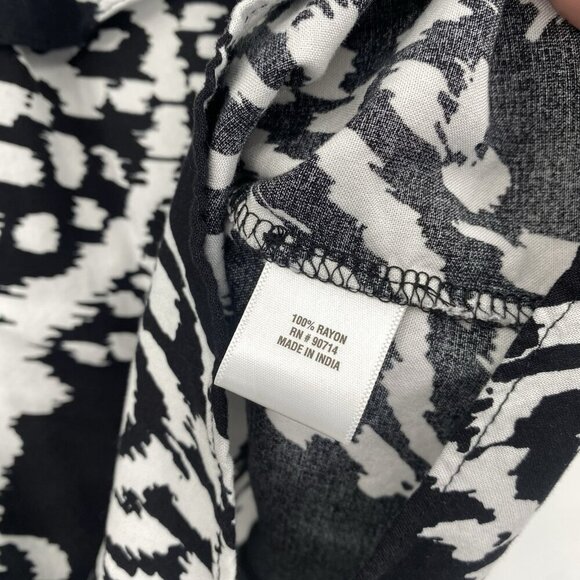 100% RAYON
RN # 90714
MADE IN INDIA